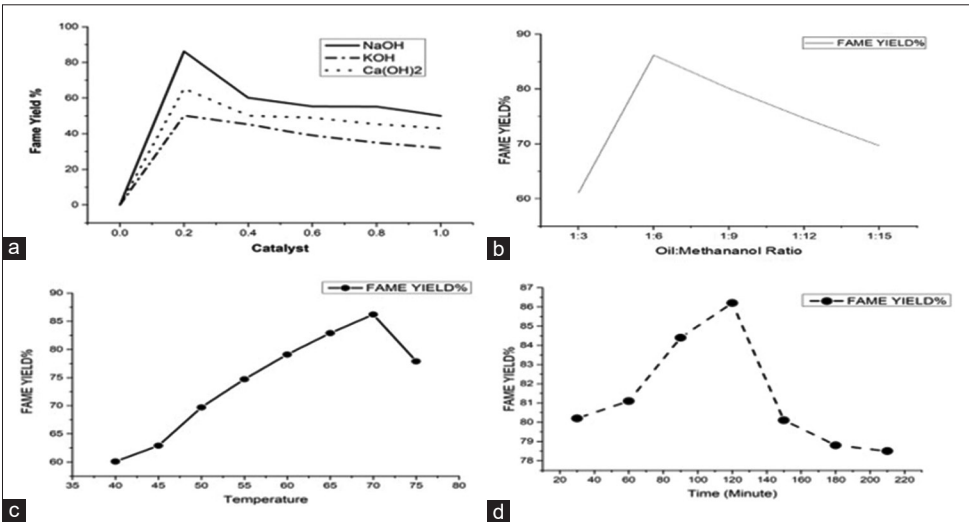 100
80
60
40
20
0
Fame Yield %
NaOH
KOH
Ca(OH)2
0.0 0.2 0.4 0.6 0.8 1.0
Catalyst
a
90
80
70
60
FAME YIELD%
FAME YIELD%
1:3 1:6 1:9 1:12 1:15
Oil:Methananol Ratio
b
90
85
80
75
70
65
60
FAME YIELD%
FAME YIELD%
35 40 45 50 55 60 65 70 75 80
Temperature
c
87
86
85
84
83
82
81
80
79
78
FAME YIELD%
FAME YIELD%
20 40 60 80 100 120 140 160 180 200 220
Time (Minute)
d